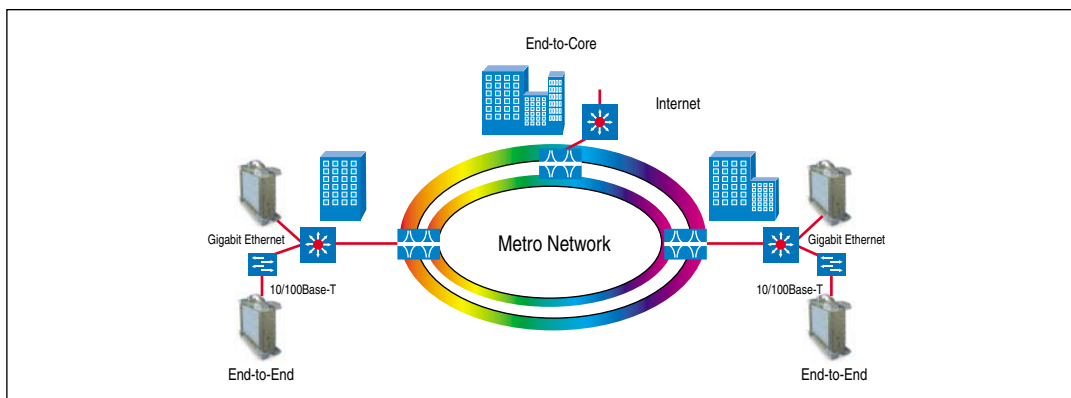 End-to-Core
Internet
Gigabit Ethernet
Metro Network
Gigabit Ethernet
10/100Base-T
10/100Base-T
End-to-End
End-to-End